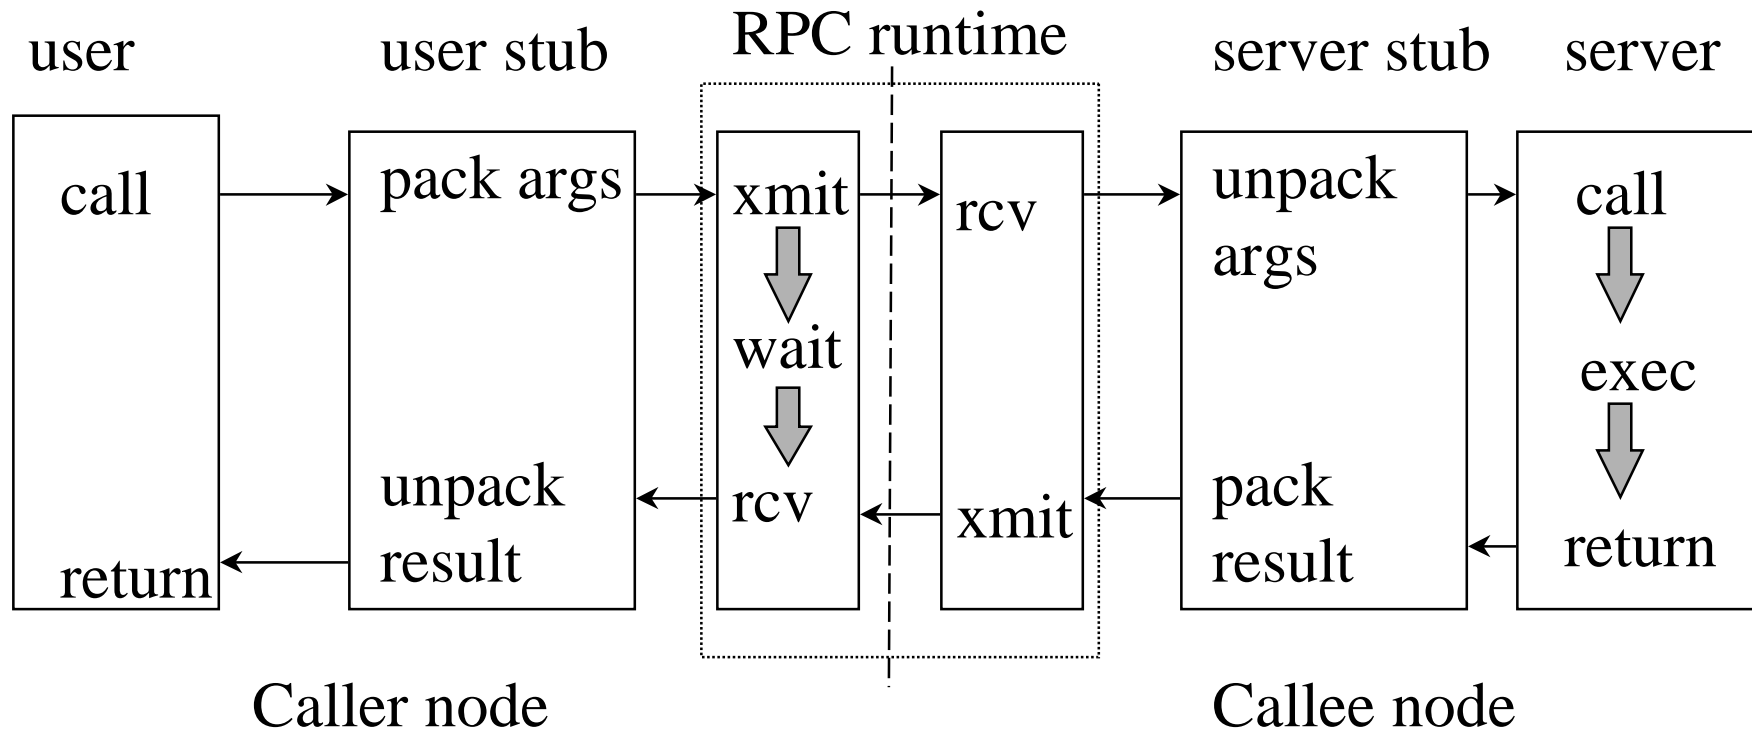 user
user stub
RPC runtime
server stub
server
call
pack args
xmit
rcv
unpack
args
call
wait
exec
unpack
result
rcv
xmit
pack
result
return
return
Caller node
Callee node